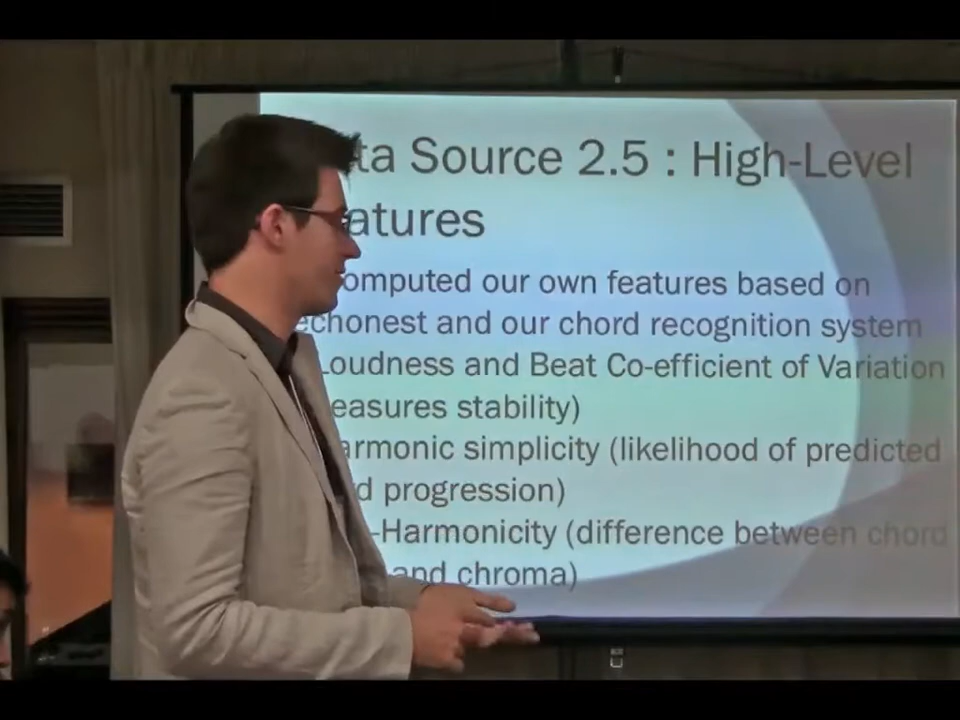 ta Source 2.5 : High-Level
atures
omputed our own features based on
echonest and our chord recognition system
Loudness and Beat Co-efficient of Variation
easures stability)
armonic simplicity (likelihood of predicted
d progression)
-Harmonicity (difference between chord
and chroma)